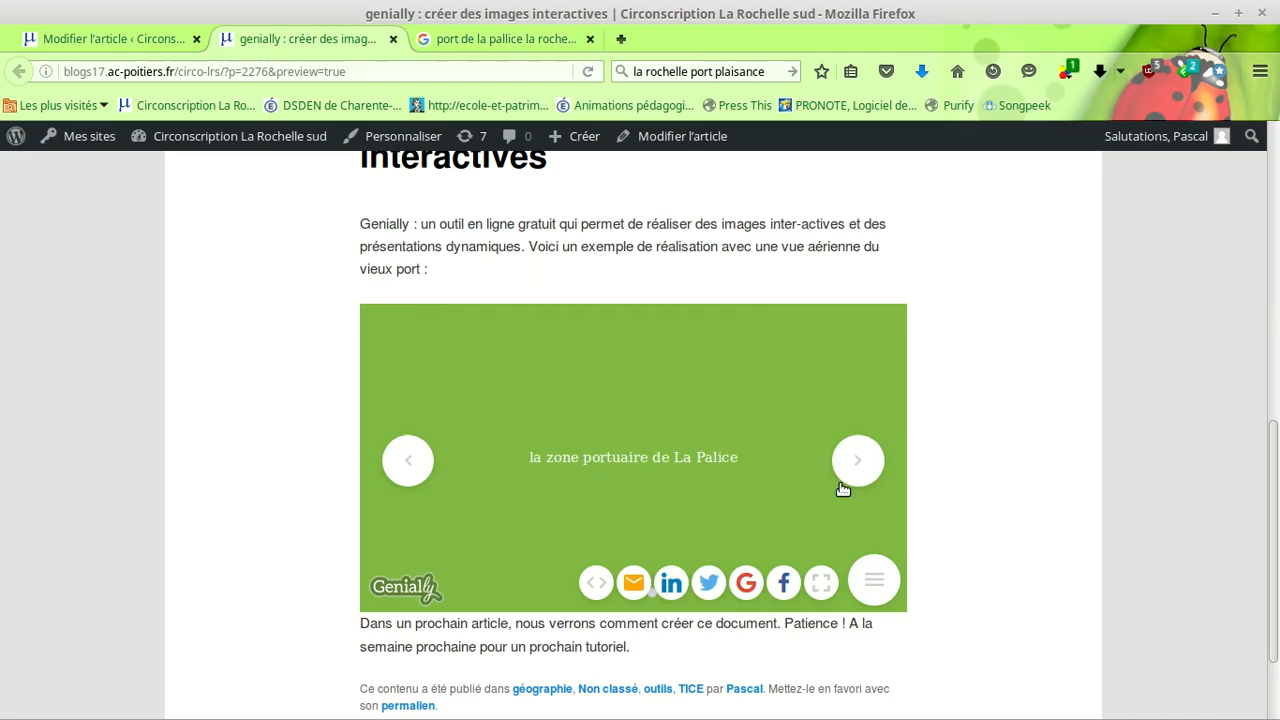 genially : créer des images interactives | Circonscription La Rochelle sud - Mozilla Firefox
Modifier l’article ‹ Circons...
genially : créer des imag...
port de la pallice la roche...
blogs17.ac-poitiers.fr/circo-lrs/?p=2276&preview=true
la rochelle port plaisance
1
5
2
Les plus visités
Circonscription La Ro...
DSDEN de Charente-...
http://ecole-et-patrim...
Animations pédagogi...
Press This
PRONOTE, Logiciel de...
Purify
Songpeek
Mes sites
Circonscription La Rochelle sud
Personnaliser
7
0
Créer
Modifier l’article
Salutations, Pascal
interactives
Genially : un outil en ligne gratuit qui permet de réaliser des images inter-actives et des
présentations dynamiques. Voici un exemple de réalisation avec une vue aérienne du
vieux port :
la zone portuaire de La Palice
Genially
Dans un prochain article, nous verrons comment créer ce document. Patience ! A la
semaine prochaine pour un prochain tutoriel.
Ce contenu a été publié dans géographie, Non classé, outils, TICE par Pascal. Mettez-le en favori avec
son permalien.